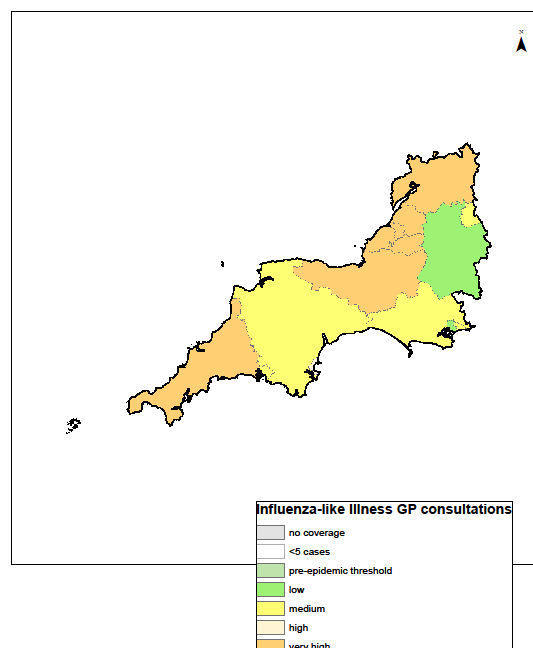 N
Influenza-like Illness GP consultations
no coverage
<5 cases
pre-epidemic threshold
low
medium
high
very high